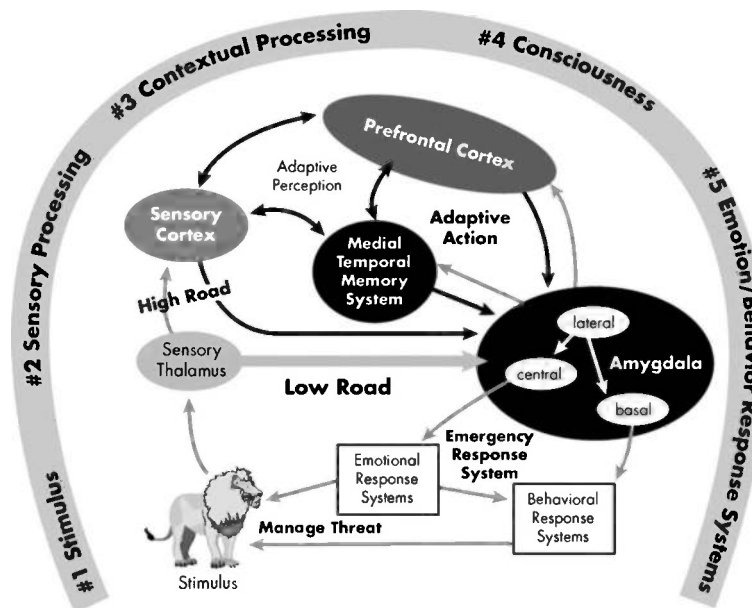 #1 Stimulus
#2 Sensory Processing
#3 Contextual Processing
#4 Consciousness
#5 Emotion/Behavior Response Systems
Prefrontal Cortex
Adaptive
Perception
Sensory
Cortex
Adaptive
Action
Medial
Temporal
Memory
System
High Road
Sensory
Thalamus
Low Road
lateral
central
Amygdala
basal
Emergency
Response
System
Emotional
Response
Systems
Behavioral
Response
Systems
Manage Threat
Stimulus